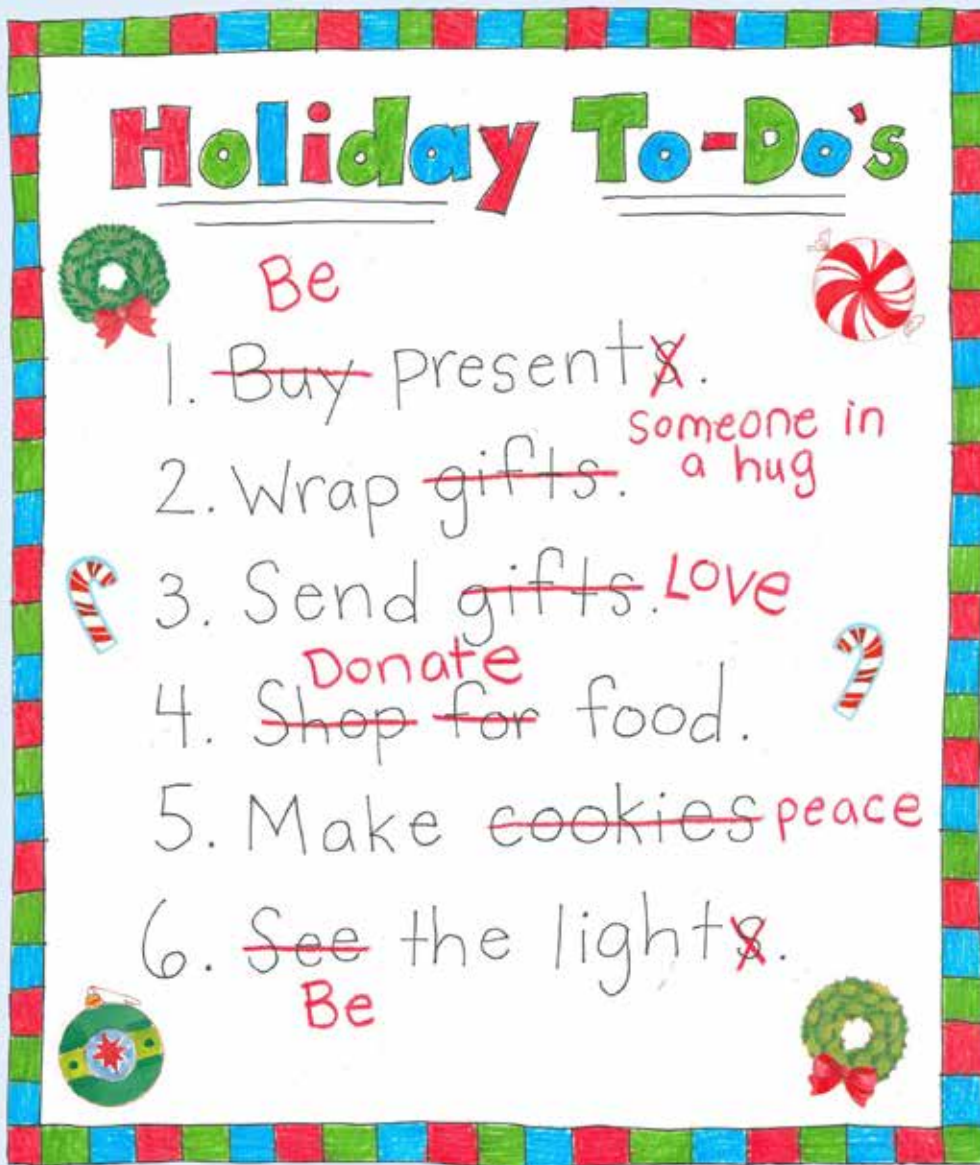 Holiday To-Do's
Be
1. Buy presents.
someone in
a hug
2. Wrap gifts.
3. Send gifts. Love
Donate
4. Shop for food.
5. Make cookies peace
6. See the lights.
Be